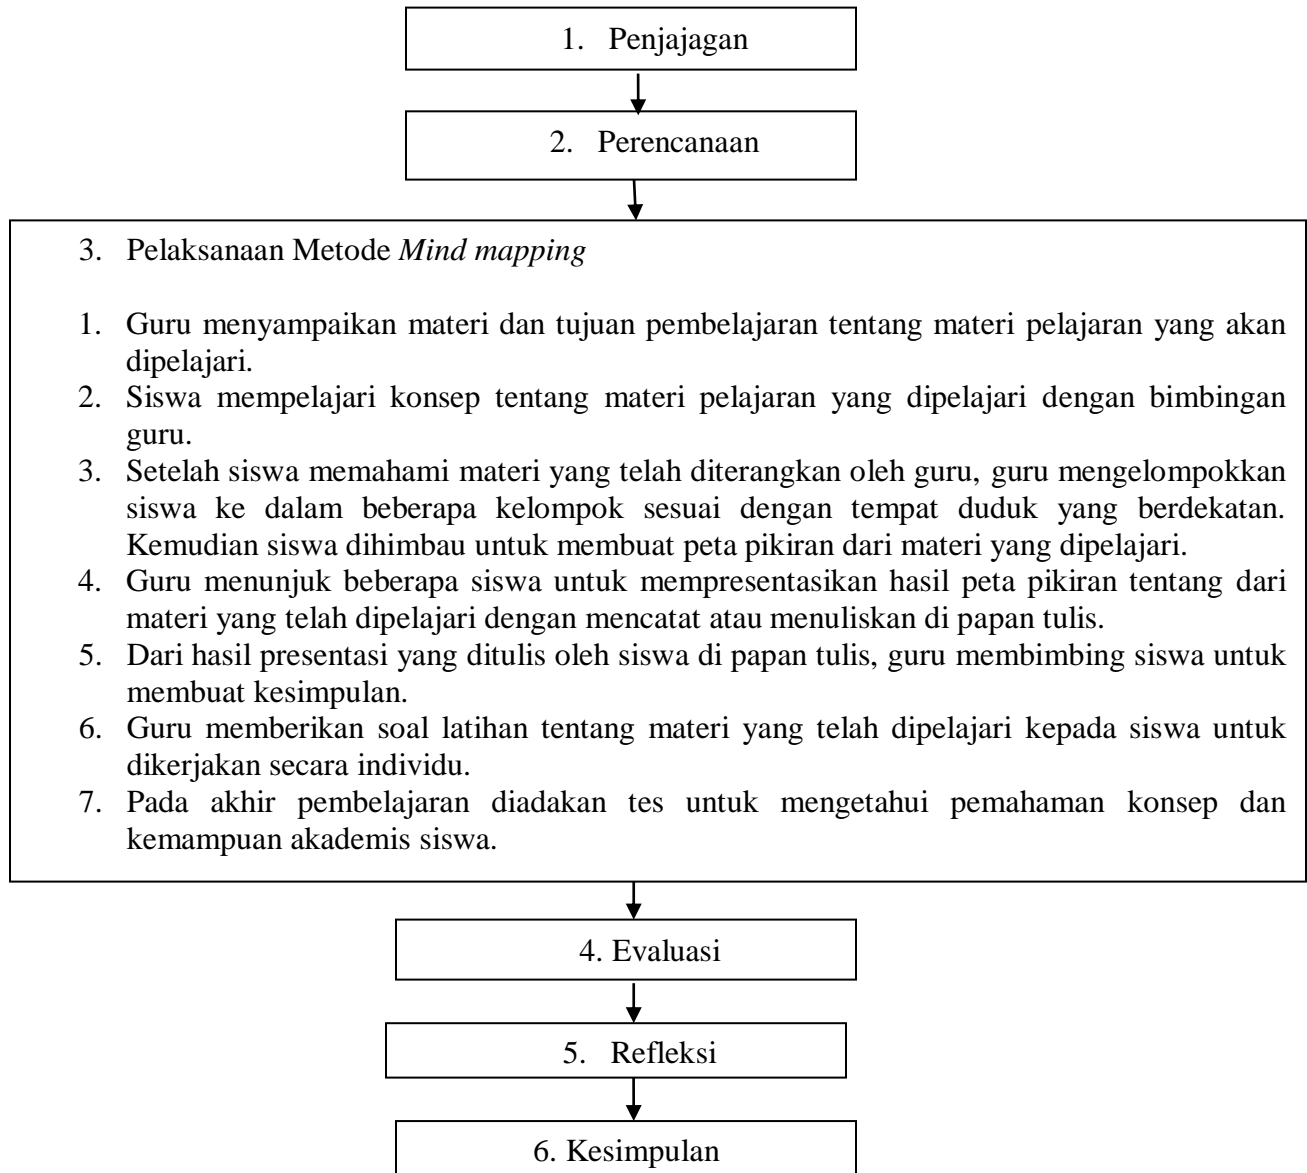 1. Penjajagan
2. Perencanaan
3. Pelaksanaan Metode Mind mapping
1. Guru menyampaikan materi dan tujuan pembelajaran tentang materi pelajaran yang akan
dipelajari.
2. Siswa mempelajari konsep tentang materi pelajaran yang dipelajari dengan bimbingan
guru.
3. Setelah siswa memahami materi yang telah diterangkan oleh guru, guru mengelompokkan
siswa ke dalam beberapa kelompok sesuai dengan tempat duduk yang berdekatan.
Kemudian siswa dihimbau untuk membuat peta pikiran dari materi yang dipelajari.
4. Guru menunjuk beberapa siswa untuk mempresentasikan hasil peta pikiran tentang dari
materi yang telah dipelajari dengan mencatat atau menuliskan di papan tulis.
5. Dari hasil presentasi yang ditulis oleh siswa di papan tulis, guru membimbing siswa untuk
membuat kesimpulan.
6. Guru memberikan soal latihan tentang materi yang telah dipelajari kepada siswa untuk
dikerjakan secara individu.
7. Pada akhir pembelajaran diadakan tes untuk mengetahui pemahaman konsep dan
kemampuan akademis siswa.
4. Evaluasi
5. Refleksi
6. Kesimpulan